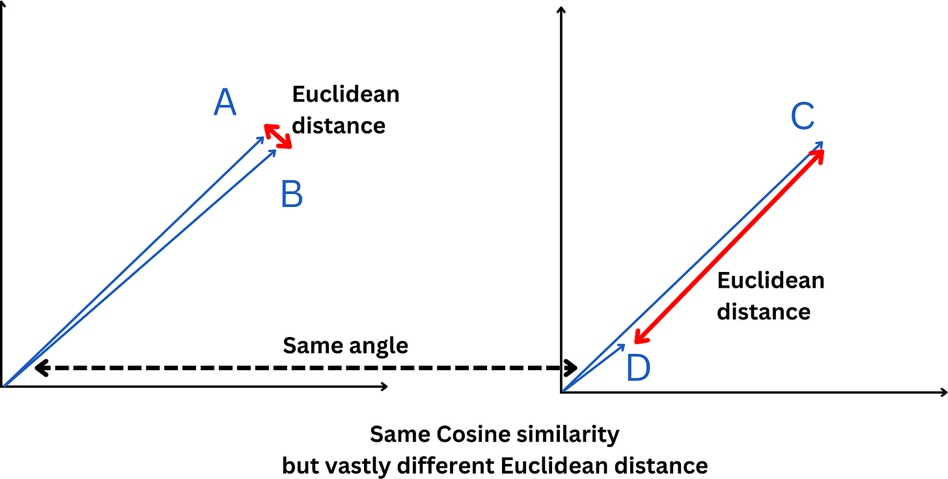 A
Euclidean
distance
B
C
Euclidean
distance
Same angle
D
Same Cosine similarity
but vastly different Euclidean distance